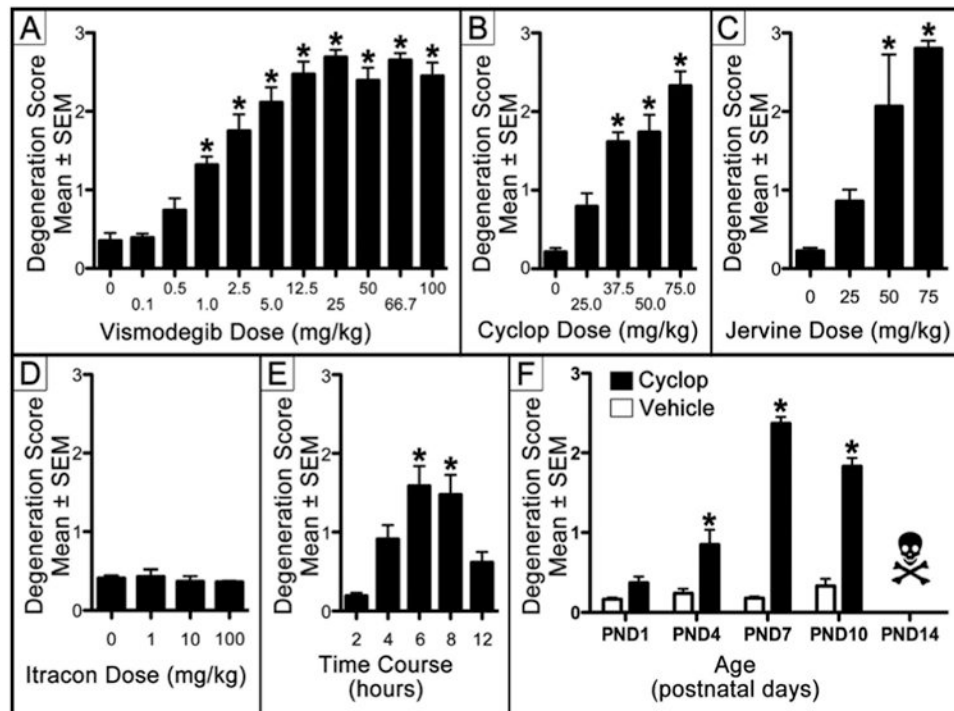 A
Degeneration Score
Mean ± SEM
3
2
1
0
* * * * * * * *
0 0.5 2.5 12.5 50 100
0.1 1.0 5.0 25 66.7
Vismodegib Dose (mg/kg)
B
Degeneration Score
Mean ± SEM
3
2
1
0
* * *
0 37.5 75.0
25.0 50.0
Cyclop Dose (mg/kg)
C
Degeneration Score
Mean ± SEM
3
2
1
0
* *
0 25 50 75
Jervine Dose (mg/kg)
D
Degeneration Score
Mean ± SEM
3
2
1
0
0 1 10 100
Itracon Dose (mg/kg)
E
Degeneration Score
Mean ± SEM
3
2
1
0
* *
2 4 6 8 12
Time Course
(hours)
F
Degeneration Score
Mean ± SEM
3
2
1
0
Cyclop
Vehicle
* * *
PND1 PND4 PND7 PND10 PND14
Age
(postnatal days)